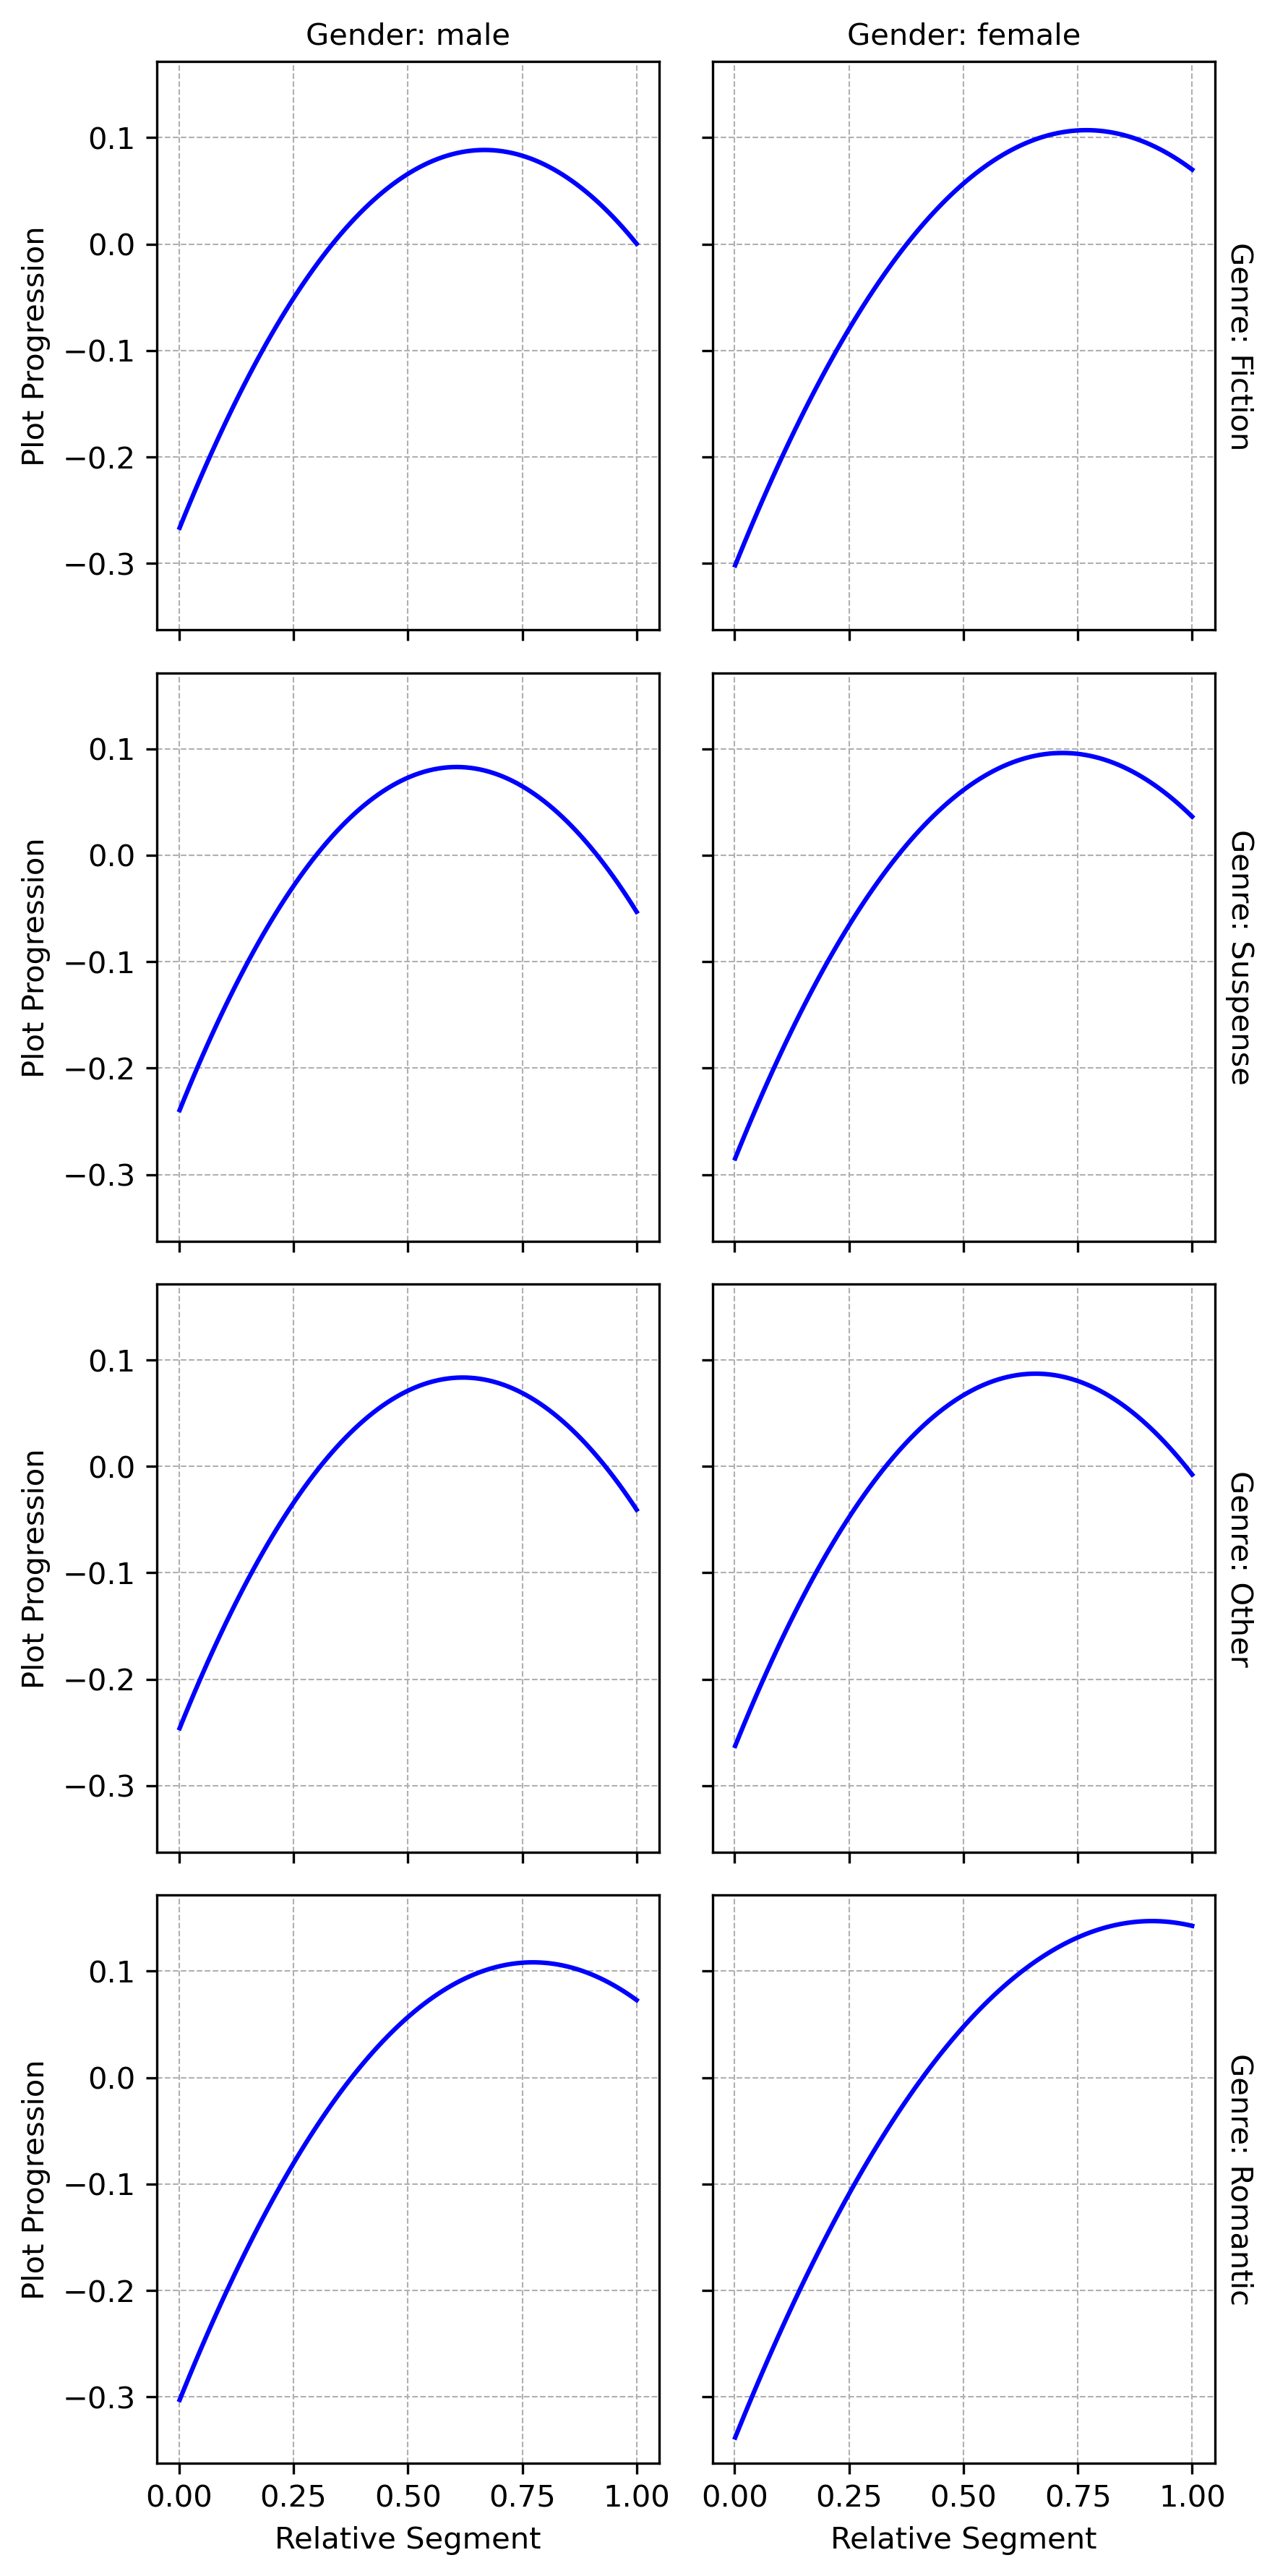 Gender: male
Gender: female
0.1
0.0
−0.1
−0.2
−0.3
Plot Progression
Genre: Fiction
0.1
0.0
−0.1
−0.2
−0.3
Plot Progression
Genre: Suspense
0.1
0.0
−0.1
−0.2
−0.3
Plot Progression
Genre: Other
0.1
0.0
−0.1
−0.2
−0.3
Plot Progression
Genre: Romantic
0.00 0.25 0.50 0.75 1.00
0.00 0.25 0.50 0.75 1.00
Relative Segment
Relative Segment